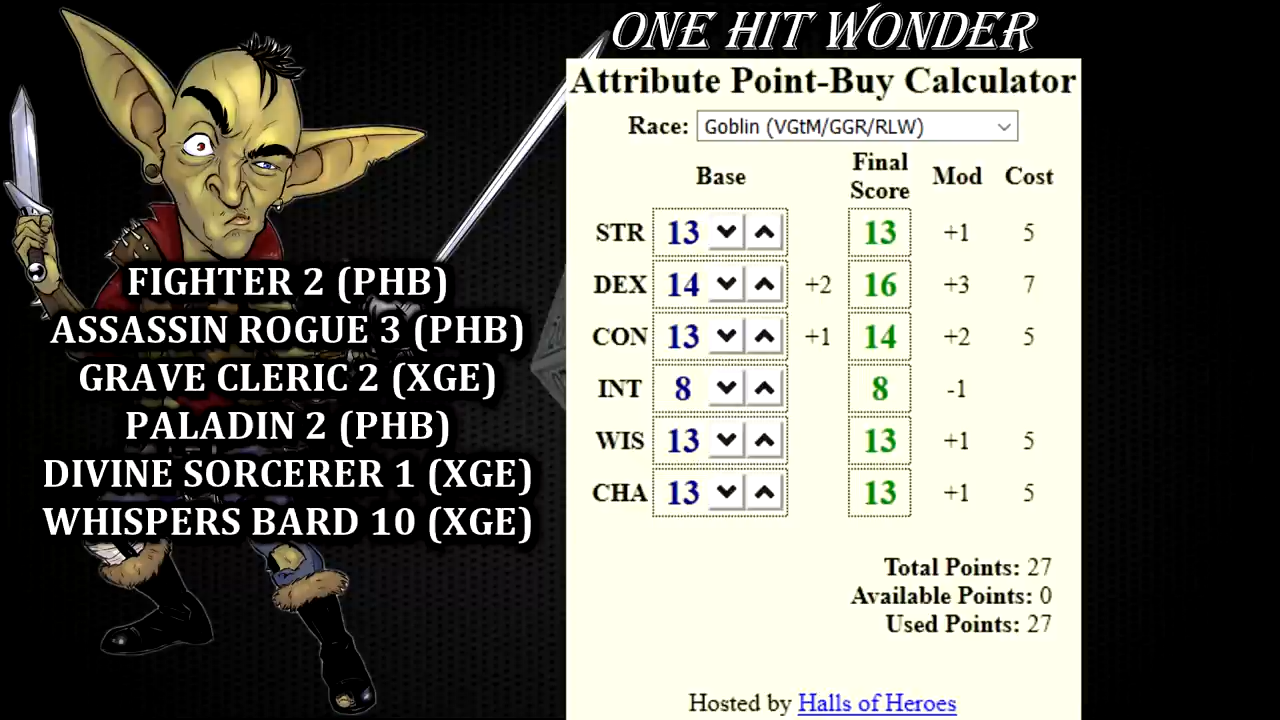 ONE HIT WONDER
FIGHTER 2 (PHB)
ASSASSIN ROGUE 3 (PHB)
GRAVE CLERIC 2 (XGE)
PALADIN 2 (PHB)
DIVINE SORCERER 1 (XGE)
WHISPERS BARD 10 (XGE)
Attribute Point-Buy Calculator
Race: Goblin (VGtM/GGR/RLW)
Base Final Score Mod Cost
STR 13 13 +1 5
DEX 14 +2 16 +3 7
CON 13 +1 14 +2 5
INT 8 8 -1
WIS 13 13 +1 5
CHA 13 13 +1 5
Total Points: 27
Available Points: 0
Used Points: 27
Hosted by Halls of Heroes